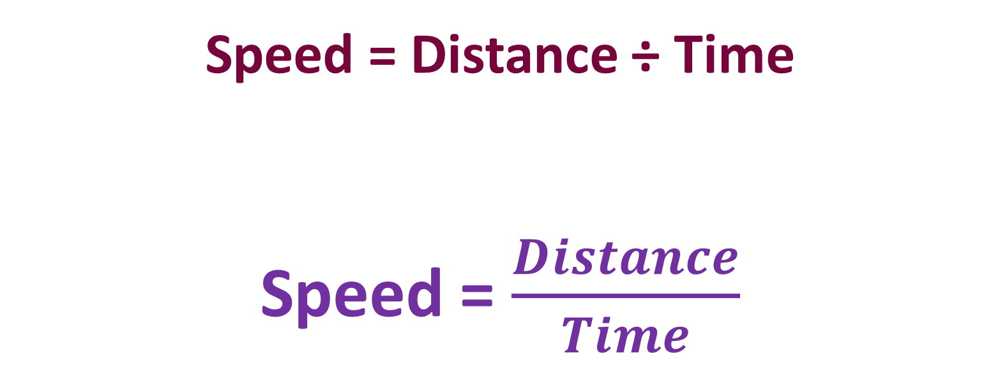 Speed = Distance ÷ Time
Speed = Distance
Time